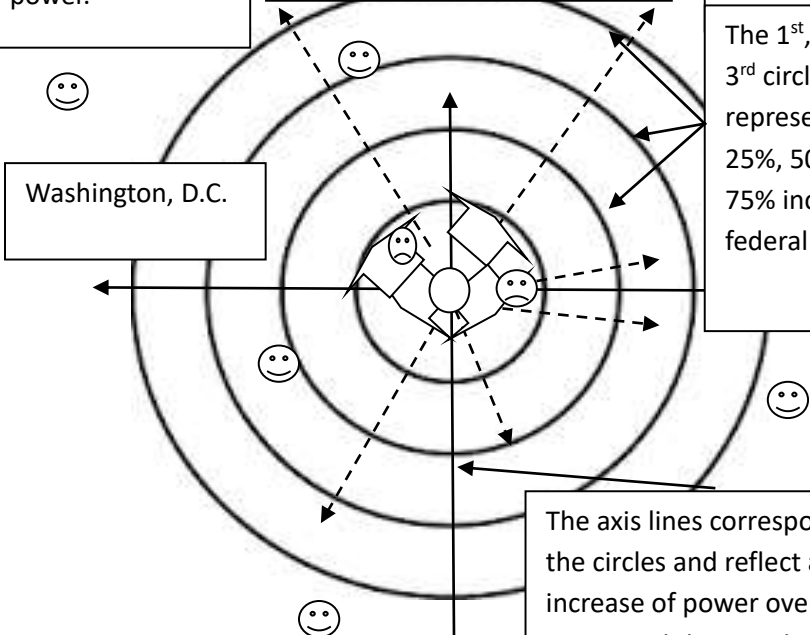 power.
The 1st,
3rd circl
represe
25%, 50
75% inc
federal
Washington, D.C.
The axis lines correspo
the circles and reflect a
increase of power ove